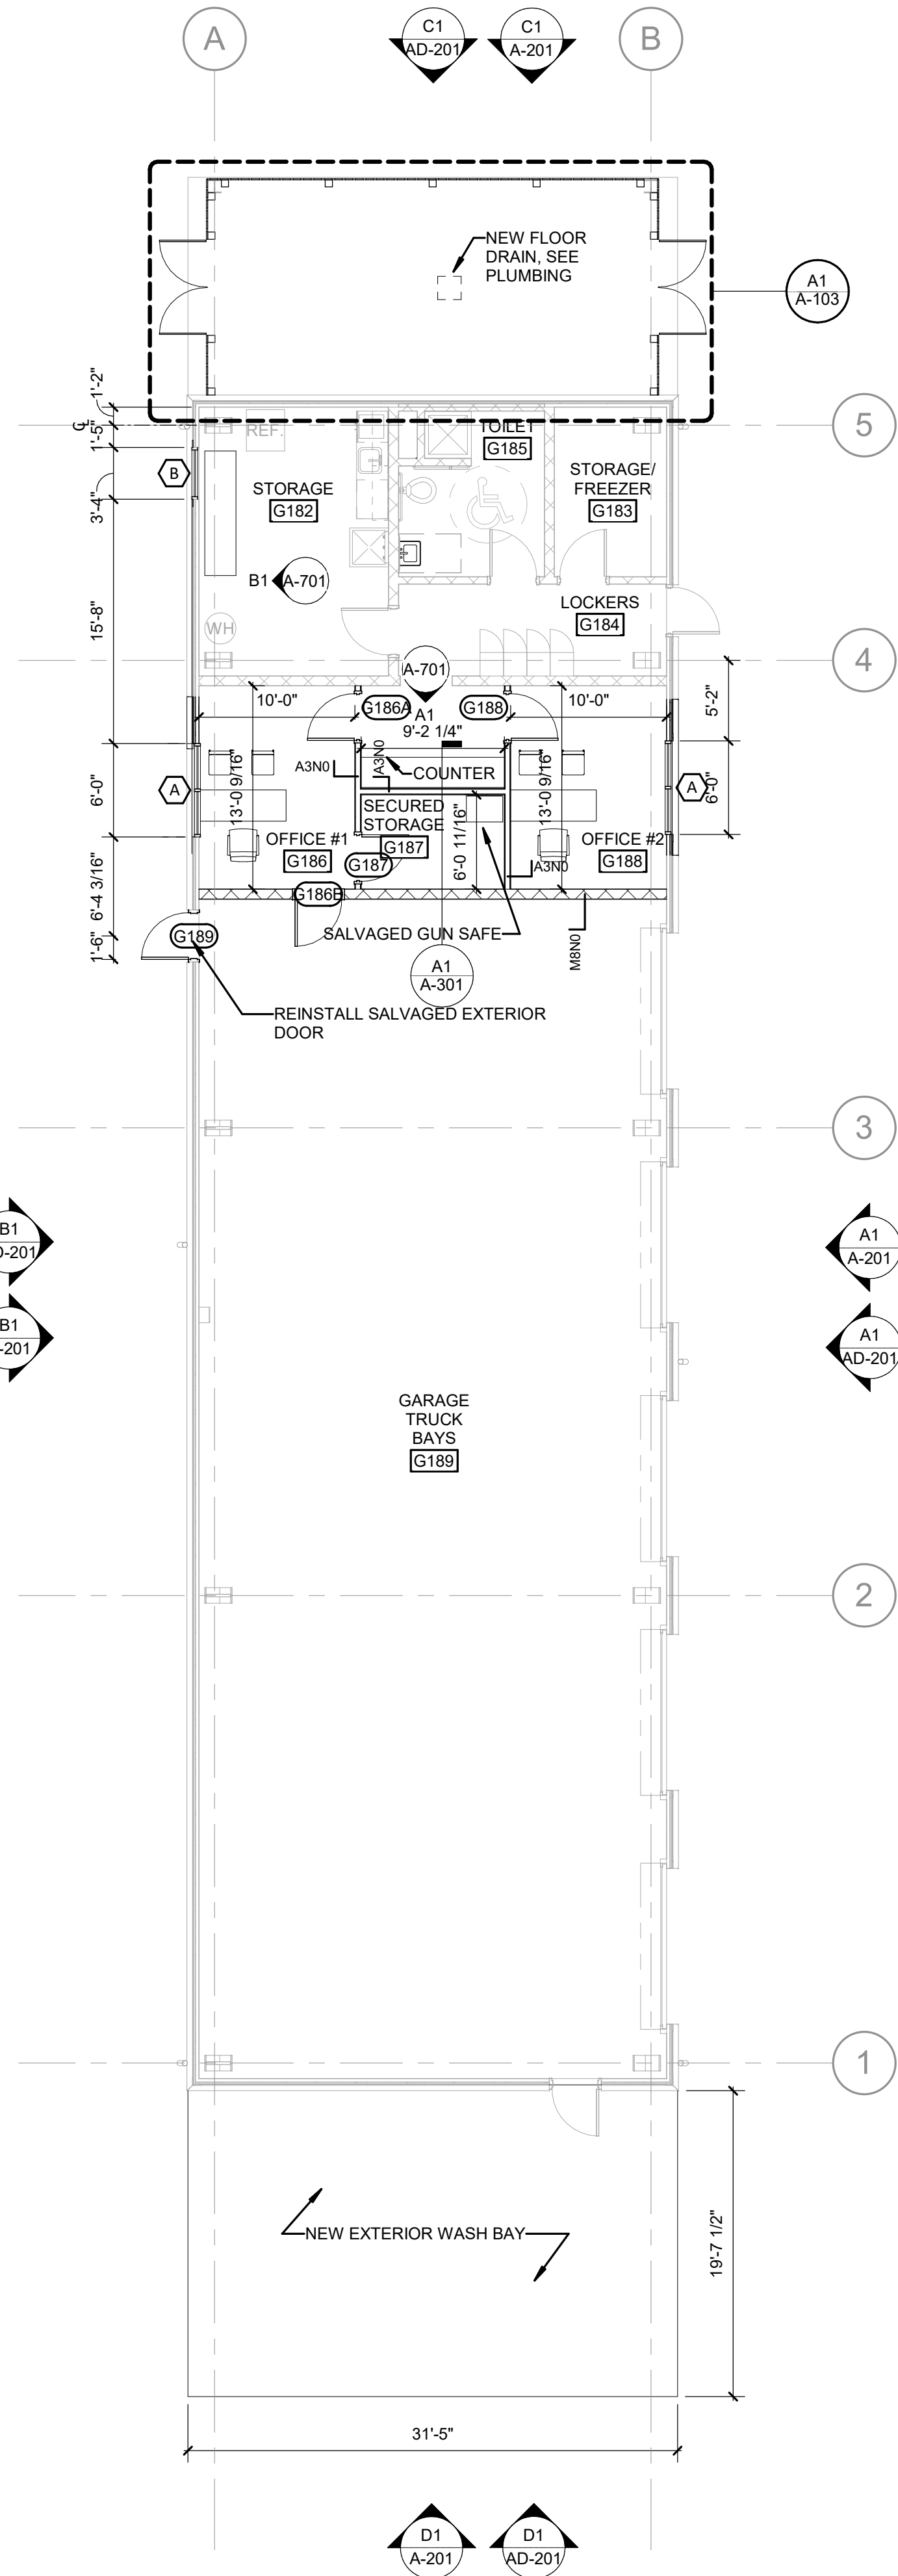 A
C1
AD-201
C1
A-201
B
NEW FLOOR
DRAIN, SEE
PLUMBING
A1
A-103
1'-2"
CL
1'-5"
REF.
TOILET
G185
5
B
STORAGE
G182
STORAGE/
FREEZER
G183
3'-4"
B1
A-701
LOCKERS
G184
15'-8"
WH
A-701
A1
4
10'-0"
G186A
G188
10'-0"
5'-2"
9'-2 1/4"
A3N0
A3N0
COUNTER
13'-0 9/16"
13'-0 9/16"
A
A
6'-0"
6'-0"
SECURED
STORAGE
G187
6'-0 11/16"
OFFICE #1
G186
G187
OFFICE #2
G188
A3N0
G186B
6'-4 3/16"
SALVAGED GUN SAFE
G189
1'-6"
M8N0
A1
A-301
REINSTALL SALVAGED EXTERIOR
DOOR
3
B1
D-201
A1
A-201
B1
-201
A1
AD-201
GARAGE
TRUCK
BAYS
G189
2
1
NEW EXTERIOR WASH BAY
19'-7 1/2"
31'-5"
D1
A-201
D1
AD-201